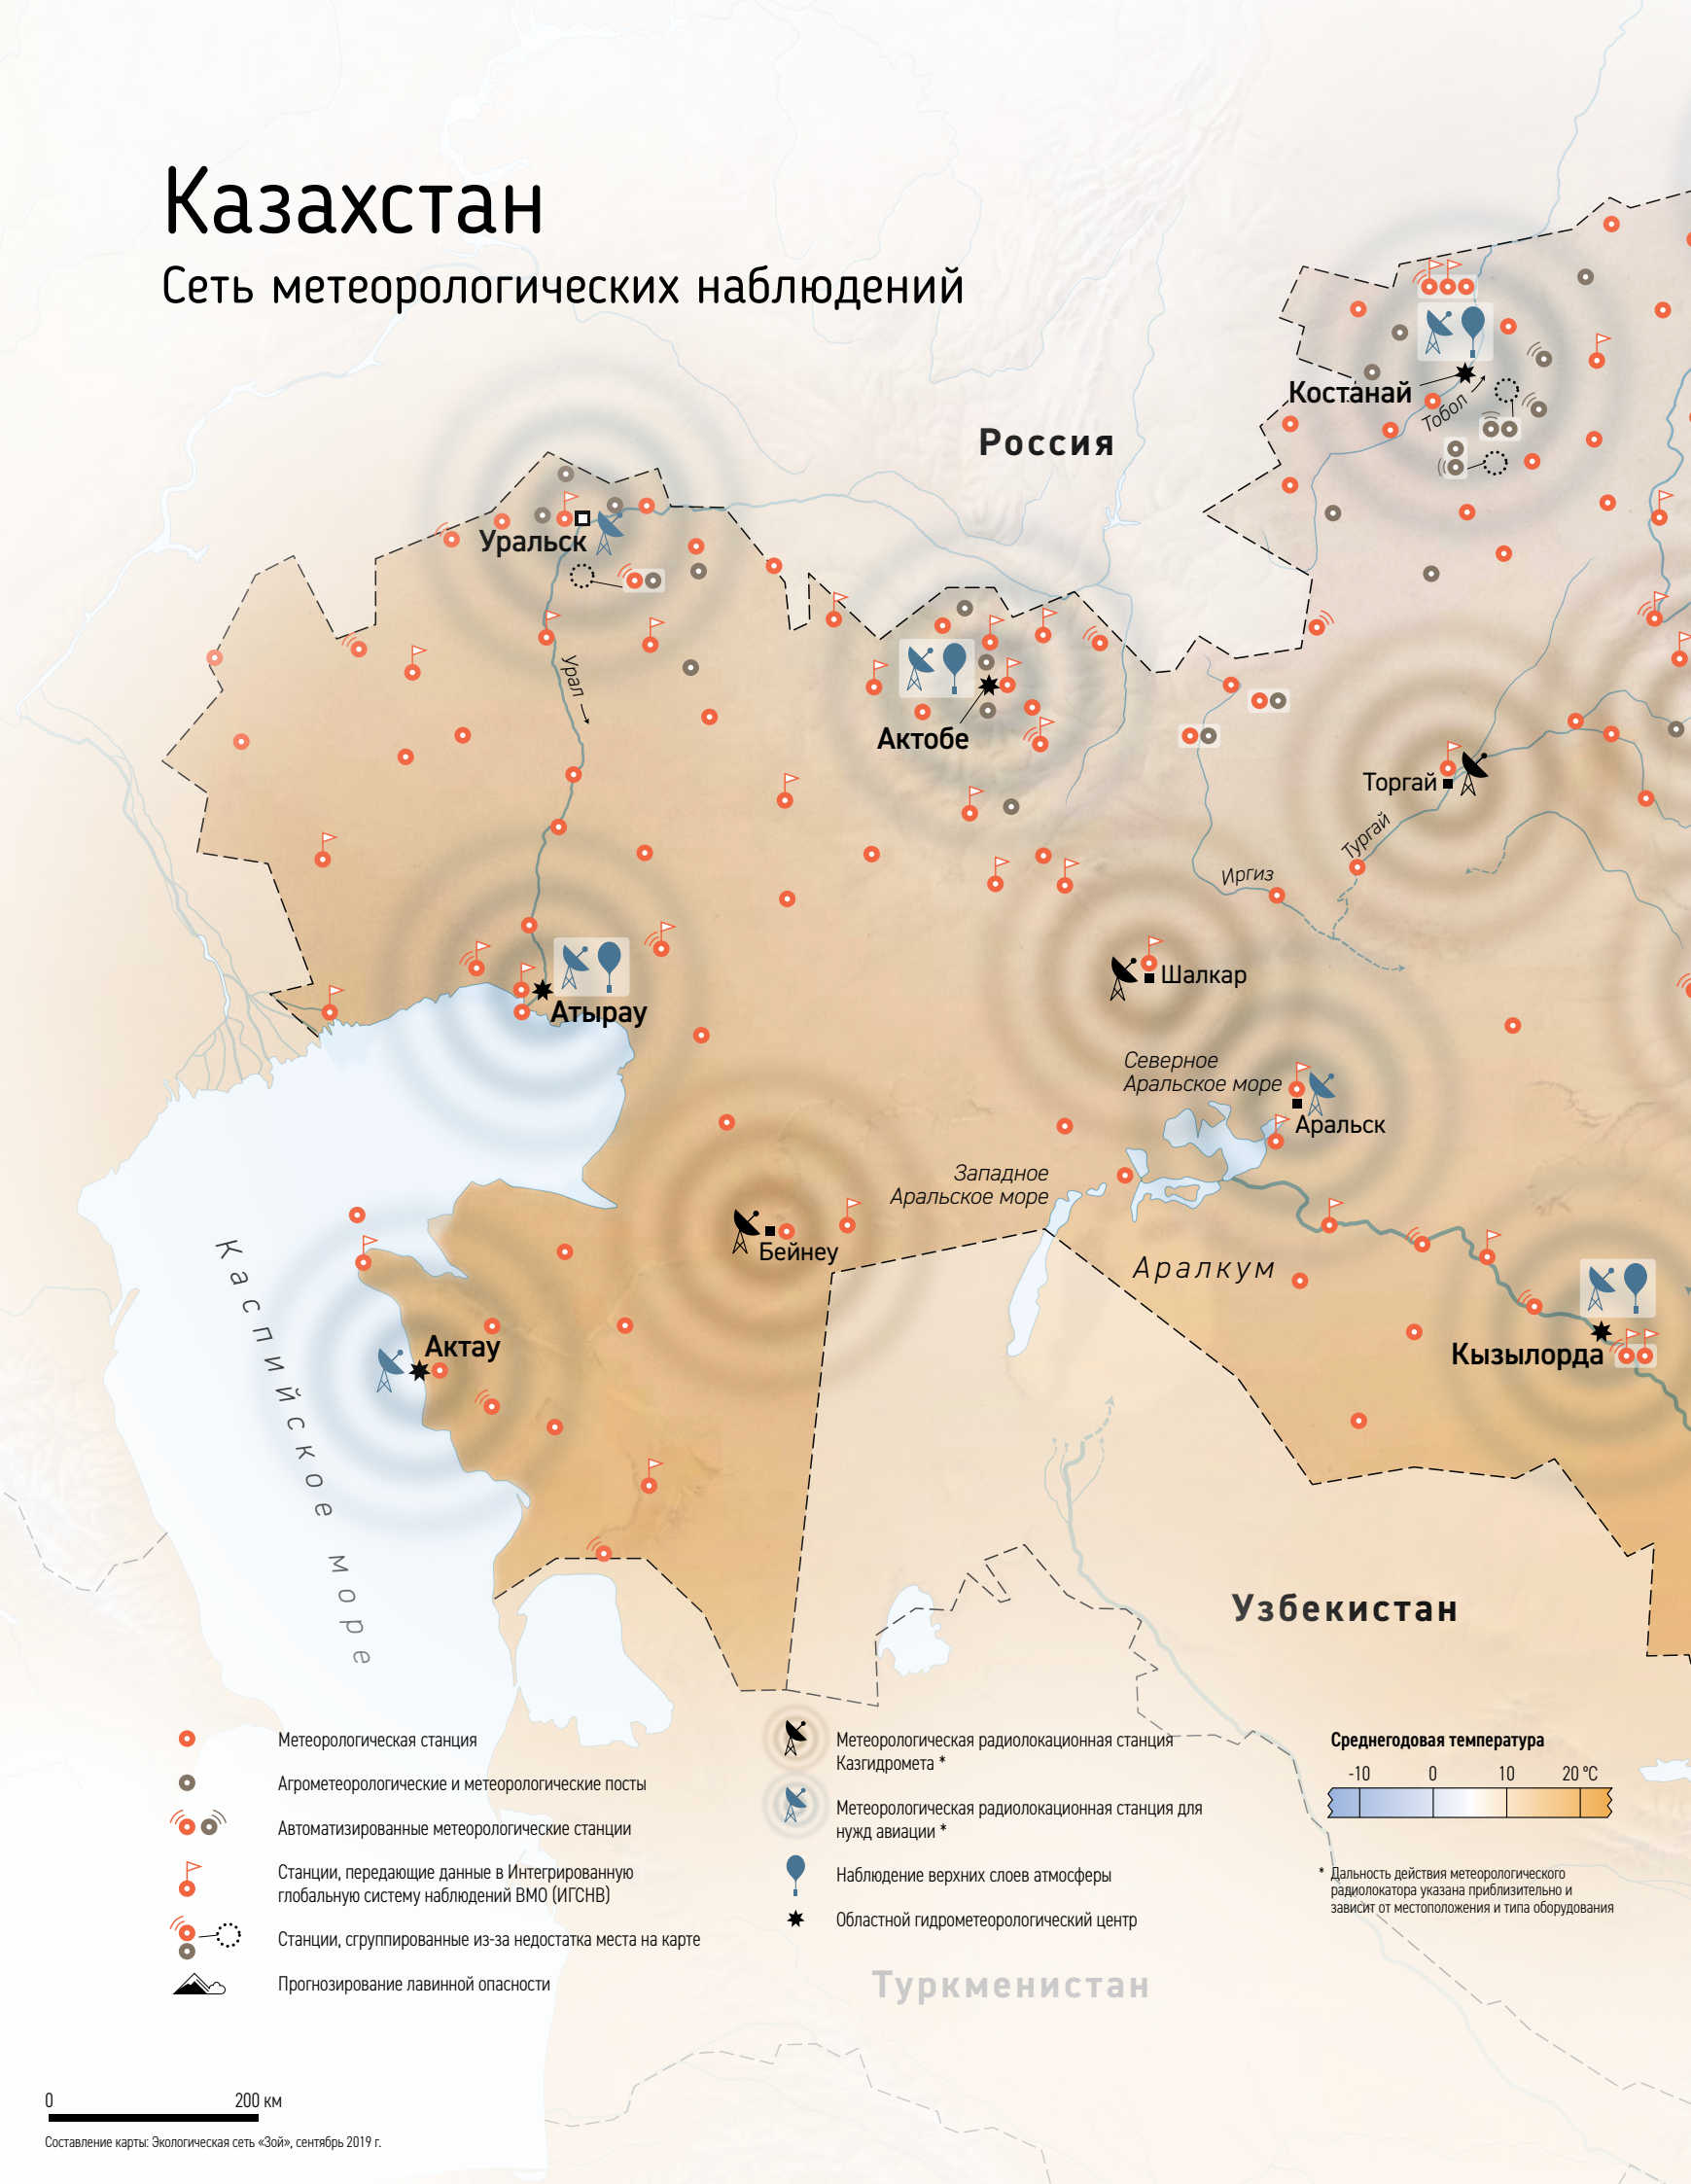 Казахстан
Сеть метеорологических наблюдений
Россия
Костанай
Тобол
Уральск
Урал
Актобе
Торгай
Тургай
Иргиз
Шалкар
Атырау
Северное
Аральское море
Аральск
Западное
Аральское море
Бейнеу
Аралкум
Каспийское море
Актау
Кызылорда
Узбекистан
Метеорологическая станция
Агрометеорологические и метеорологические посты
Автоматизированные метеорологические станции
Станции, передающие данные в Интегрированную
глобальную систему наблюдений ВМО (ИГСНВ)
Станции, сгруппированные из-за недостатка места на карте
Прогнозирование лавинной опасности
Метеорологическая радиолокационная станция
Казгидромета *
Метеорологическая радиолокационная станция для
нужд авиации *
Наблюдение верхних слоев атмосферы
Областной гидрометеорологический центр
Среднегодовая температура
-10 0 10 20 °C
* Дальность действия метеорологического
радиолокатора указана приблизительно и
зависит от местоположения и типа оборудования
Туркменистан
0 200 км
Составление карты: Экологическая сеть «Зой», сентябрь 2019 г.